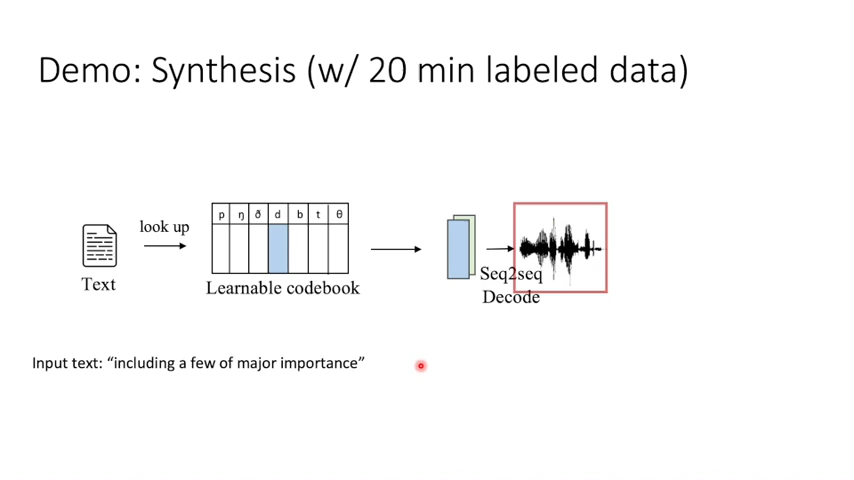 Demo: Synthesis (w/ 20 min labeled data)
look up
p ŋ ð d b t θ
Text
Learnable codebook
Seq2seq
Decode
Input text: “including a few of major importance”